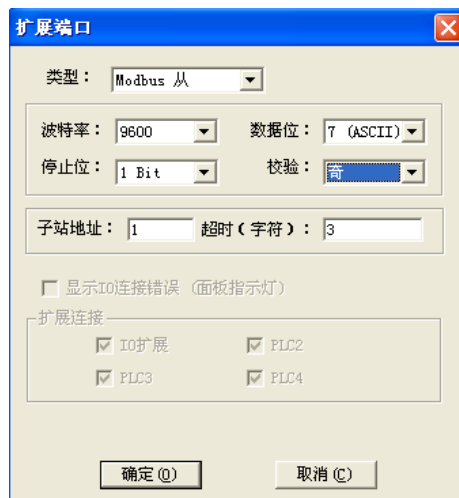 扩展端口
类型： Modbus 从
波特率： 9600 数据位： 7 (ASCII)
停止位： 1 Bit 校验： 奇
子站地址： 1 超时(字符)： 3
显示IO连接错误 (面板指示灯)
扩展连接
IO扩展 PLC2
PLC3 PLC4
确定(O) 取消(C)